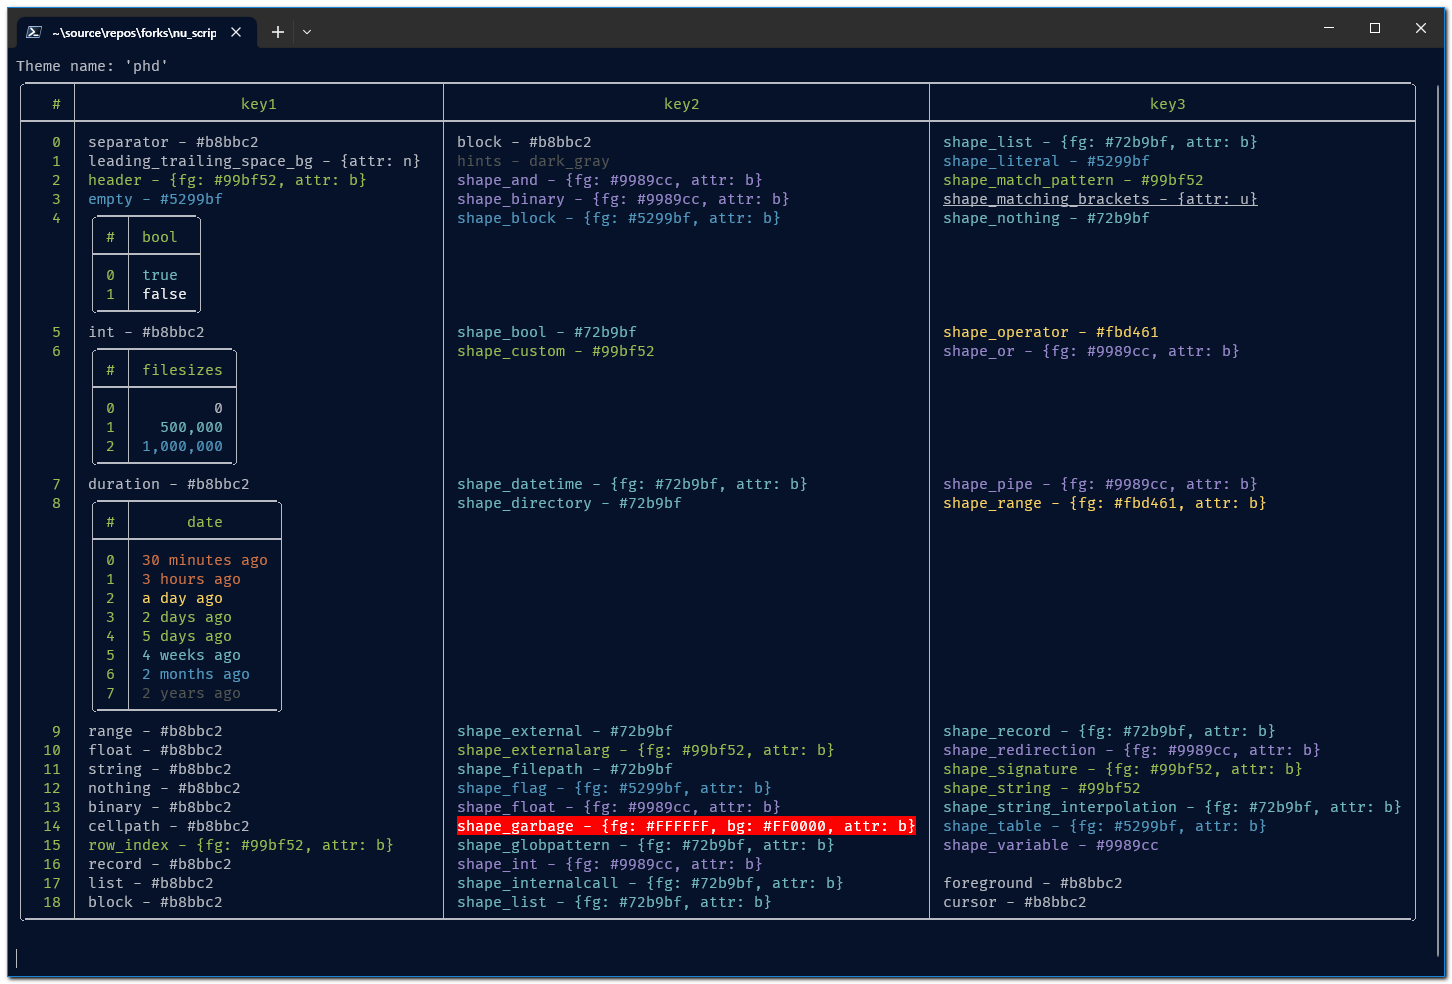 ~\source\repos\forks\nu_scrip
Theme name: 'phd'
# key1 key2 key3
0 separator - #b8bbc2 block - #b8bbc2 shape_list - {fg: #72b9bf, attr: b}
1 leading_trailing_space_bg - {attr: n} hints - dark_gray shape_literal - #5299bf
2 header - {fg: #99bf52, attr: b} shape_and - {fg: #9989cc, attr: b} shape_match_pattern - #99bf52
3 empty - #5299bf shape_binary - {fg: #9989cc, attr: b} shape_matching_brackets - {attr: u}
4 shape_block - {fg: #5299bf, attr: b} shape_nothing - #72b9bf
# bool
0 true
1 false
5 int - #b8bbc2 shape_bool - #72b9bf shape_operator - #fbd461
6 shape_custom - #99bf52 shape_or - {fg: #9989cc, attr: b}
# filesizes
0 0
1 500,000
2 1,000,000
7 duration - #b8bbc2 shape_datetime - {fg: #72b9bf, attr: b} shape_pipe - {fg: #9989cc, attr: b}
8 shape_directory - #72b9bf shape_range - {fg: #fbd461, attr: b}
# date
0 30 minutes ago
1 3 hours ago
2 a day ago
3 2 days ago
4 5 days ago
5 4 weeks ago
6 2 months ago
7 2 years ago
9 range - #b8bbc2 shape_external - #72b9bf shape_record - {fg: #72b9bf, attr: b}
10 float - #b8bbc2 shape_externalarg - {fg: #99bf52, attr: b} shape_redirection - {fg: #9989cc, attr: b}
11 string - #b8bbc2 shape_filepath - #72b9bf shape_signature - {fg: #99bf52, attr: b}
12 nothing - #b8bbc2 shape_flag - {fg: #5299bf, attr: b} shape_string - #99bf52
13 binary - #b8bbc2 shape_float - {fg: #9989cc, attr: b} shape_string_interpolation - {fg: #72b9bf, attr: b}
14 cellpath - #b8bbc2 shape_garbage - {fg: #FFFFFF, bg: #FF0000, attr: b} shape_table - {fg: #5299bf, attr: b}
15 row_index - {fg: #99bf52, attr: b} shape_globpattern - {fg: #72b9bf, attr: b} shape_variable - #9989cc
16 record - #b8bbc2 shape_int - {fg: #9989cc, attr: b}
17 list - #b8bbc2 shape_internalcall - {fg: #72b9bf, attr: b} foreground - #b8bbc2
18 block - #b8bbc2 shape_list - {fg: #72b9bf, attr: b} cursor - #b8bbc2